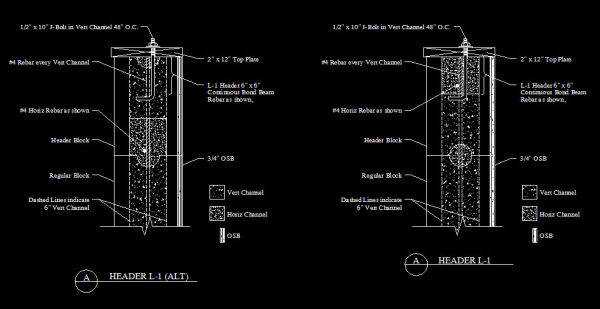 1/2" x 10" J-Bolt in Vert Channel 48" O.C.
2" x 12" Top Plate
#4 Rebar every Vert Channel
L-1 Header 6" x 6"
Continuous Bond Beam
Rebar as shown.
#4 Horiz Rebar as shown
Header Block
3/4" OSB
Regular Block
Vert Channel
Dashed Lines indicate
6" Vert Channel
Horiz Channel
OSB
A
HEADER L-1 (ALT)
1/2" x 10" J-Bolt in Vert Channel 48" O.C.
2" x 12" Top Plate
#4 Rebar every Vert Channel
L-1 Header 6" x 6"
Continuous Bond Beam
Rebar as shown.
#4 Horiz Rebar as shown
Header Block
3/4" OSB
Regular Block
Vert Channel
Dashed Lines indicate
6" Vert Channel
Horiz Channel
OSB
A
HEADER L-1